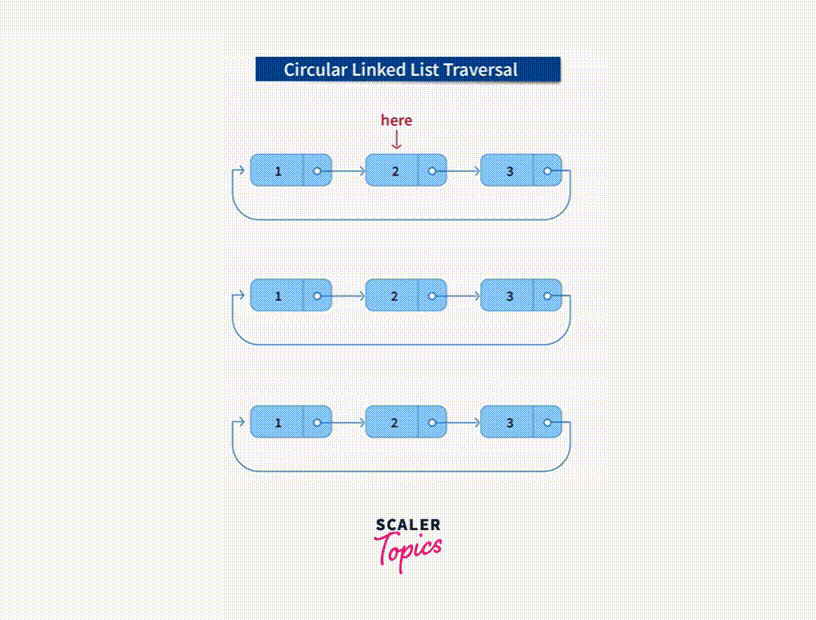 Circular Linked List Traversal
here
1 2 3
1 2 3
1 2 3
SCALER
Topics